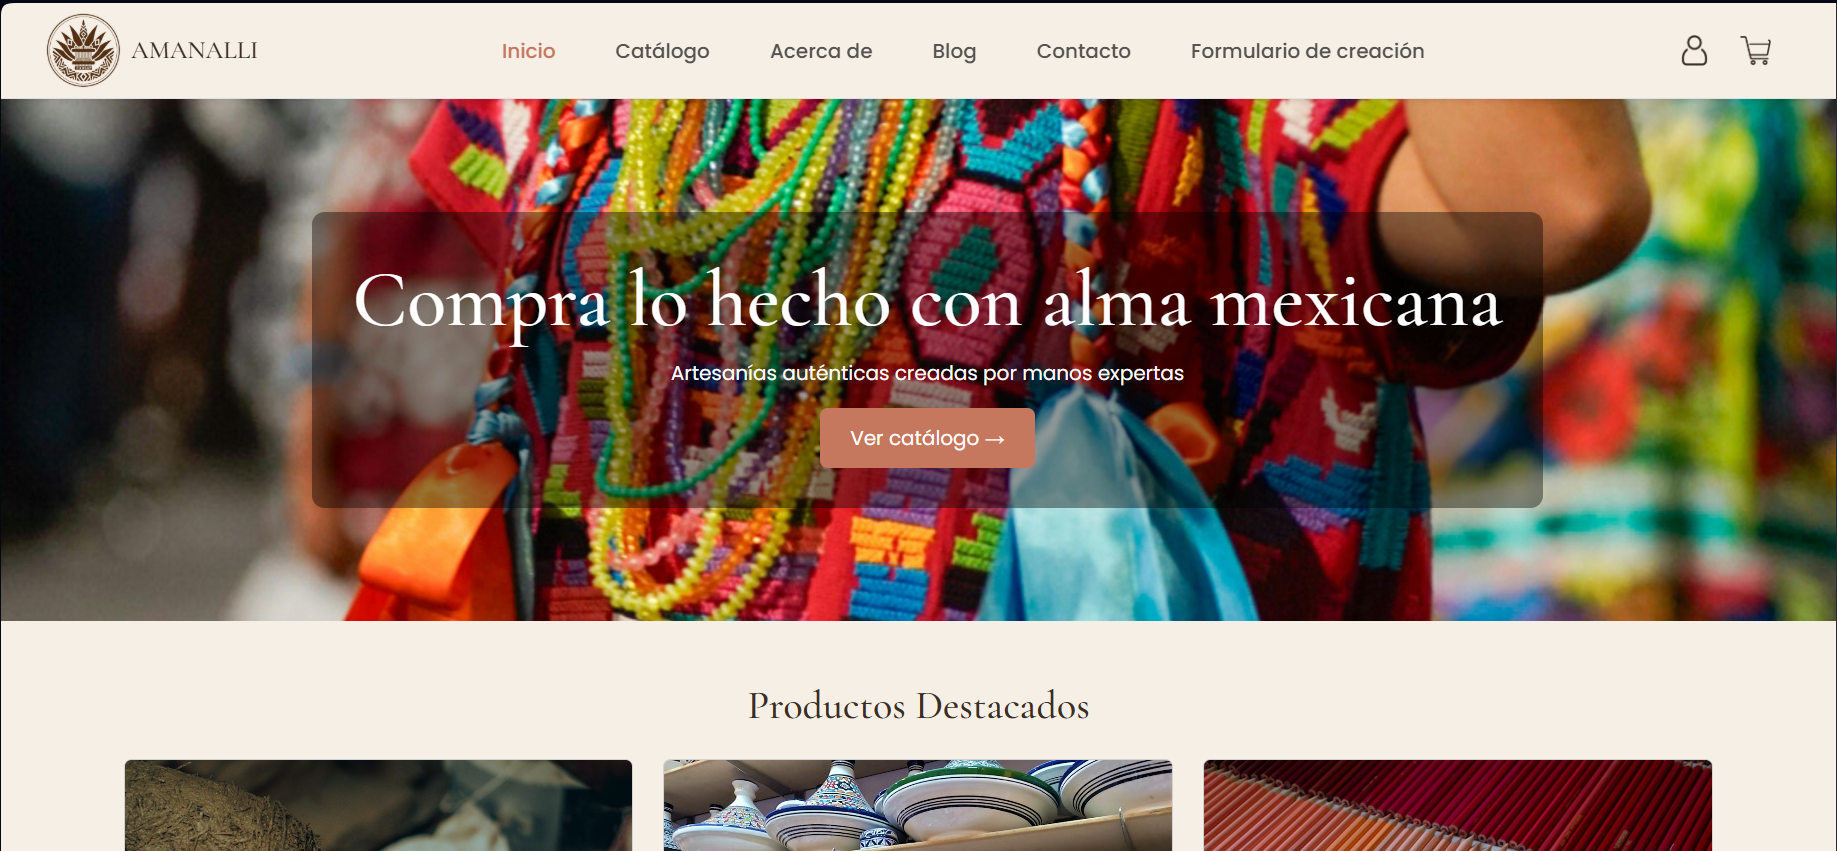 AMANALLI
Inicio
Catálogo
Acerca de
Blog
Contacto
Formulario de creación
Compra lo hecho con alma mexicana
Artesanías auténticas creadas por manos expertas
Ver catálogo →
Productos Destacados